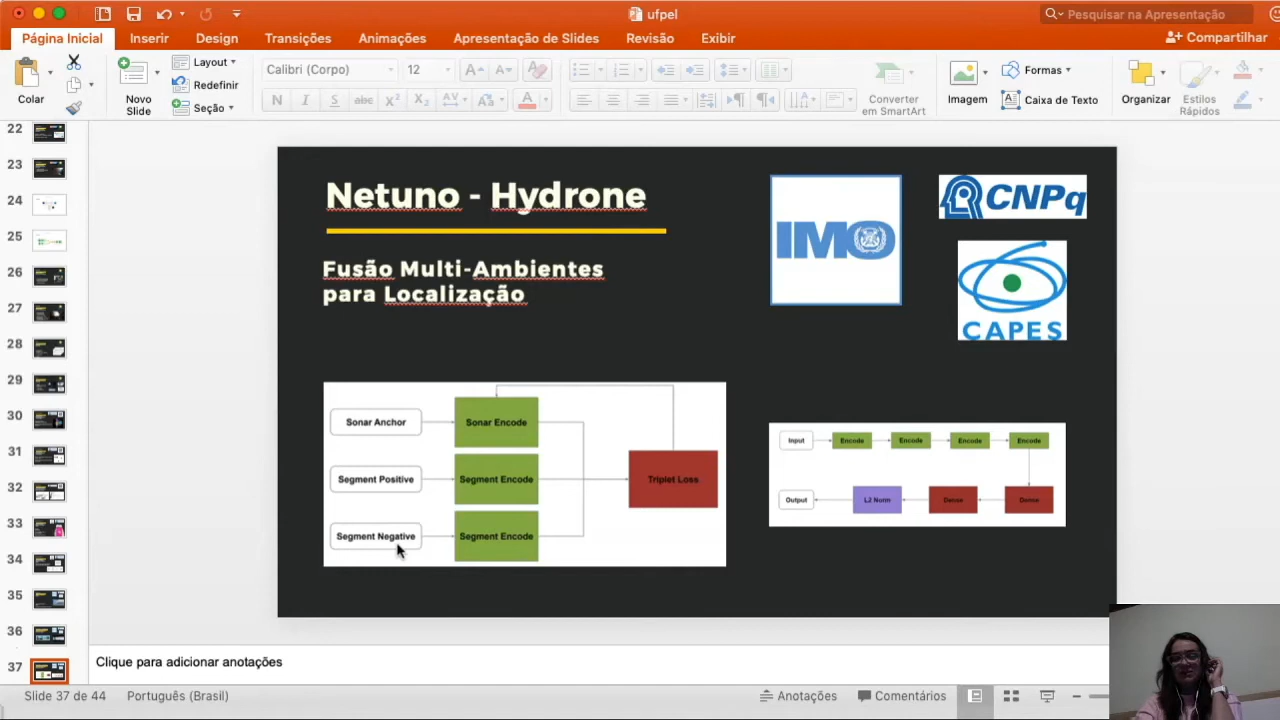 ufpel
Pesquisar na Apresentação
Página Inicial
Inserir
Design
Transições
Animações
Apresentação de Slides
Revisão
Exibir
Compartilhar
Colar
Novo
Slide
Layout
Redefinir
Seção
Calibri (Corpo)
12
N I S abc X² X₂ AV A
Converter
em SmartArt
Imagem
Formas
Caixa de Texto
Organizar
Estilos
Rápidos
22
23
24
25
26
27
28
29
30
31
32
33
34
35
36
37
Netuno - Hydrone
Fusão Multi-Ambientes
para Localização
IMO
CNPq
CAPES
Sonar Anchor
Sonar Encode
Segment Positive
Segment Encode
Triplet Loss
Segment Negative
Segment Encode
Input
Encode
Encode
Encode
Encode
Output
L2 Norm
Dense
Dense
Clique para adicionar anotações
Slide 37 de 44
Português (Brasil)
Anotações
Comentários